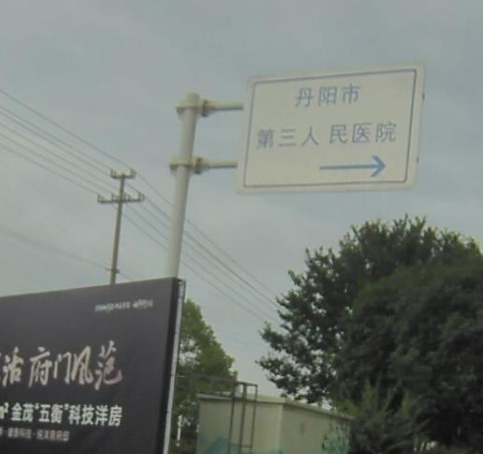 丹阳市
第三人民医院
治 府门风范
m² 金茂"五衡"科技洋房